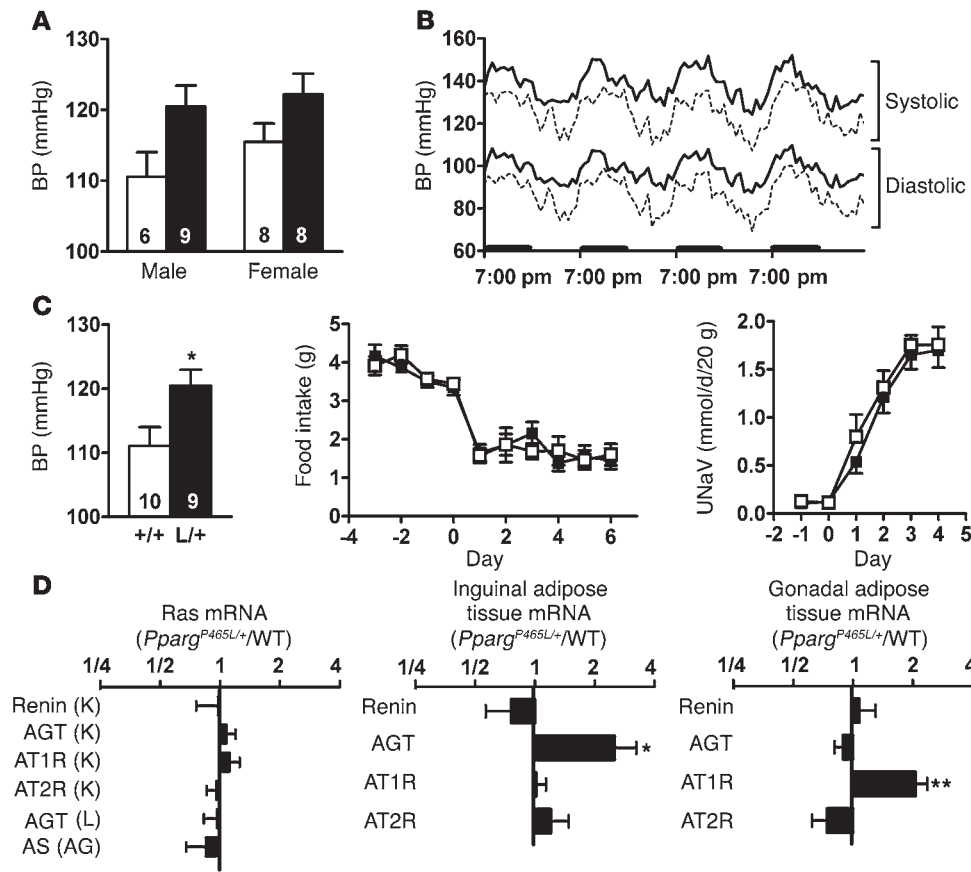 A
130
120
110
100
BP (mmHg)
6
9
8
8
Male
Female
B
160
140
120
100
80
60
BP (mmHg)
Systolic
Diastolic
7:00 pm 7:00 pm 7:00 pm 7:00 pm
C
130
120
110
100
BP (mmHg)
*
10
9
+/+ L/+
5
4
3
2
1
0
Food intake (g)
-4 -2 0 2 4 6
Day
2.0
1.5
1.0
0.5
0.0
UNaV (mmol/d/20 g)
-2 -1 0 1 2 3 4 5
Day
D
Ras mRNA
(PpargP465L/+/WT)
1/4 1/2 1 2 4
Renin (K)
AGT (K)
AT1R (K)
AT2R (K)
AGT (L)
AS (AG)
Inguinal adipose
tissue mRNA
(PpargP465L/+/WT)
1/4 1/2 1 2 4
Renin
AGT
*
AT1R
AT2R
Gonadal adipose
tissue mRNA
(PpargP465L/+/WT)
1/4 1/2 1 2 4
Renin
AGT
AT1R
**
AT2R